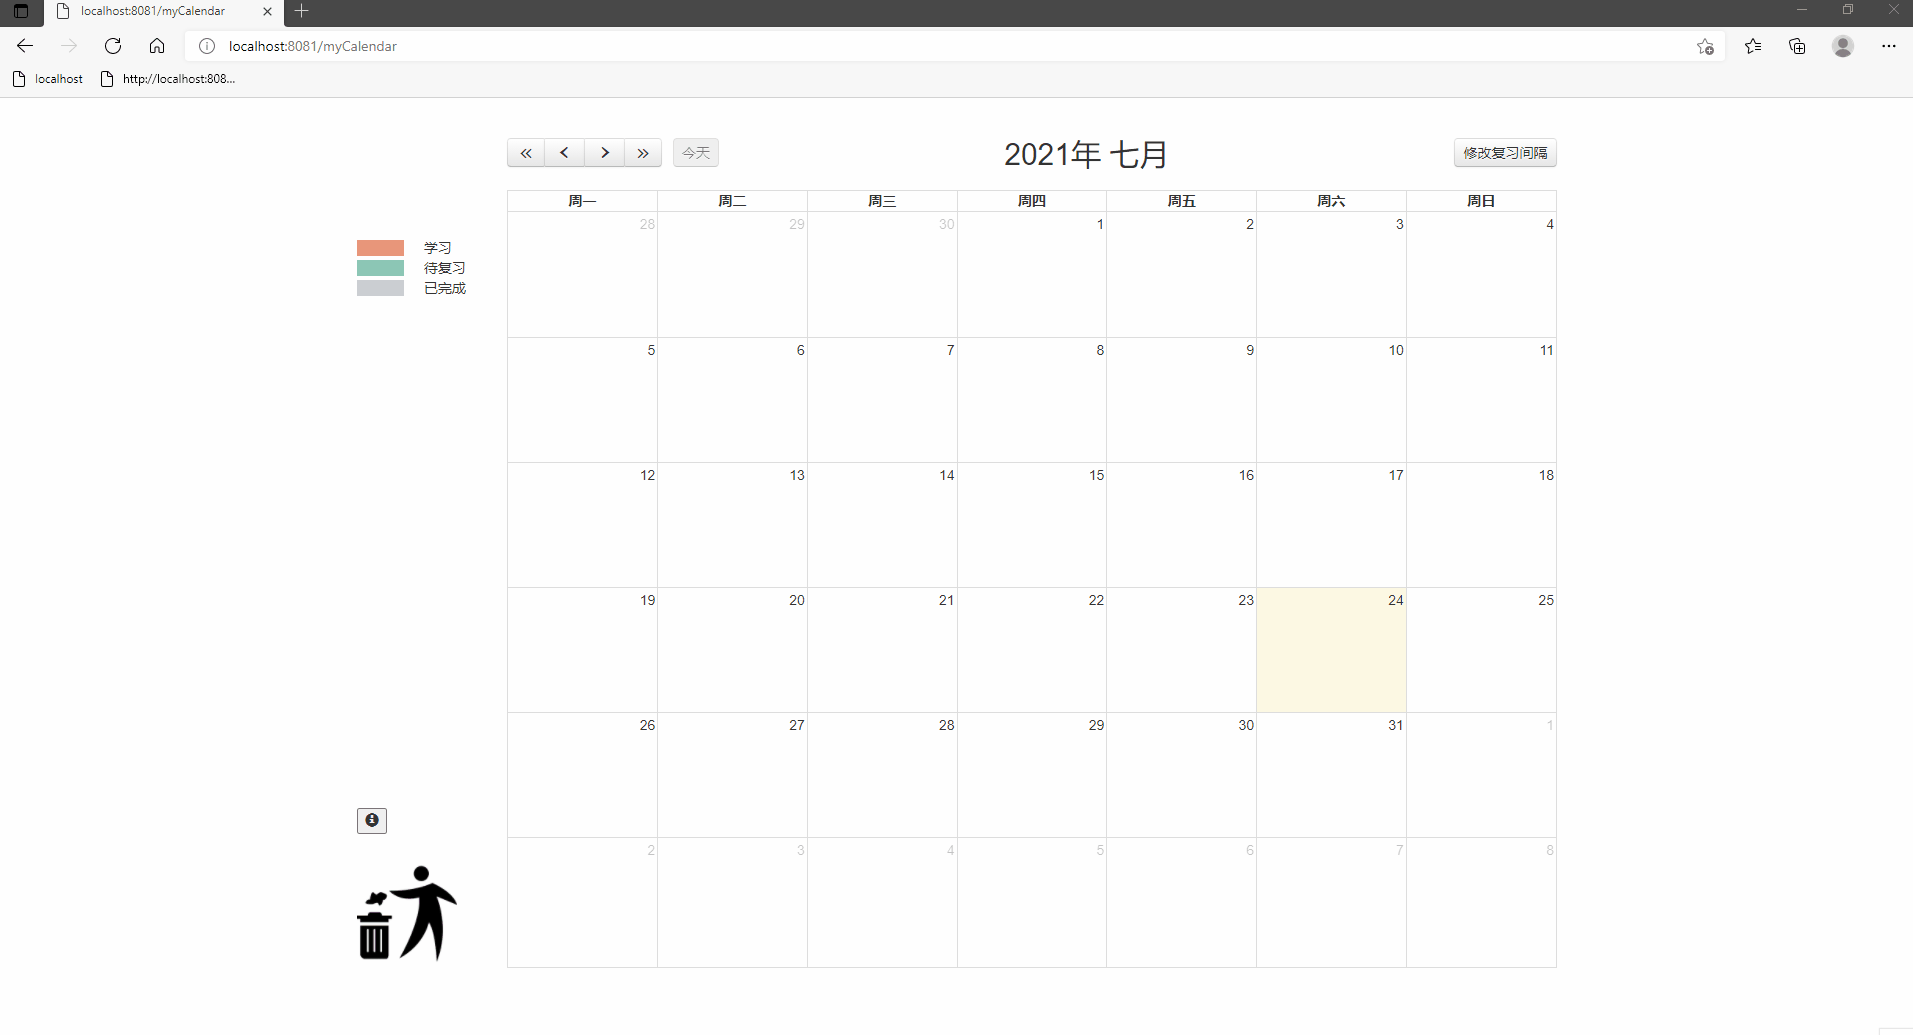 localhost:8081/myCalendar
localhost:8081/myCalendar
localhost http://localhost:808...
« < > » 今天 2021年 七月 修改复习间隔
周一 周二 周三 周四 周五 周六 周日
28 29 30 1 2 3 4
学习
待复习
已完成
5 6 7 8 9 10 11
12 13 14 15 16 17 18
19 20 21 22 23 24 25
26 27 28 29 30 31 1
2 3 4 5 6 7 8